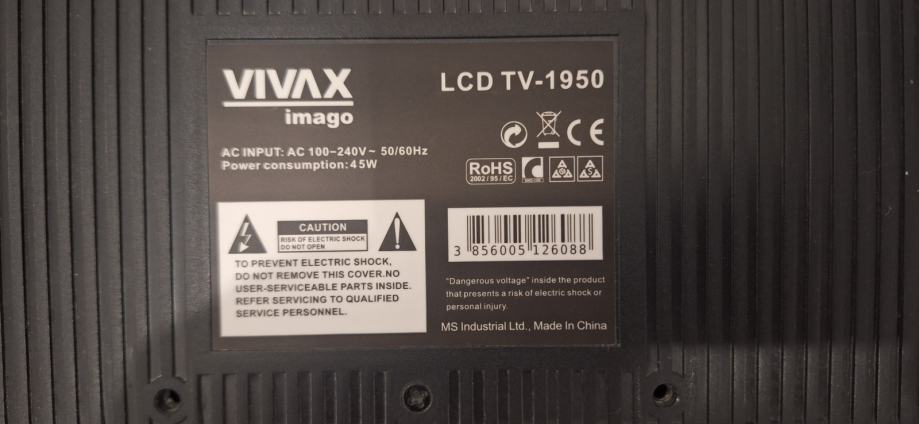 VIVAX
imago
LCD TV-1950
AC INPUT: AC 100-240V~ 50/60Hz
Power consumption:45W
CE
RoHS
2002/95/EC
CAUTION
RISK OF ELECTRIC SHOCK
DO NOT OPEN
TO PREVENT ELECTRIC SHOCK,
DO NOT REMOVE THIS COVER.NO
USER-SERVICEABLE PARTS INSIDE.
REFER SERVICING TO QUALIFIED
SERVICE PERSONNEL.
3 856005 126088
"Dangerous voltage" inside the product
that presents a risk of electric shock or
personal injury.
MS Industrial Ltd., Made In China